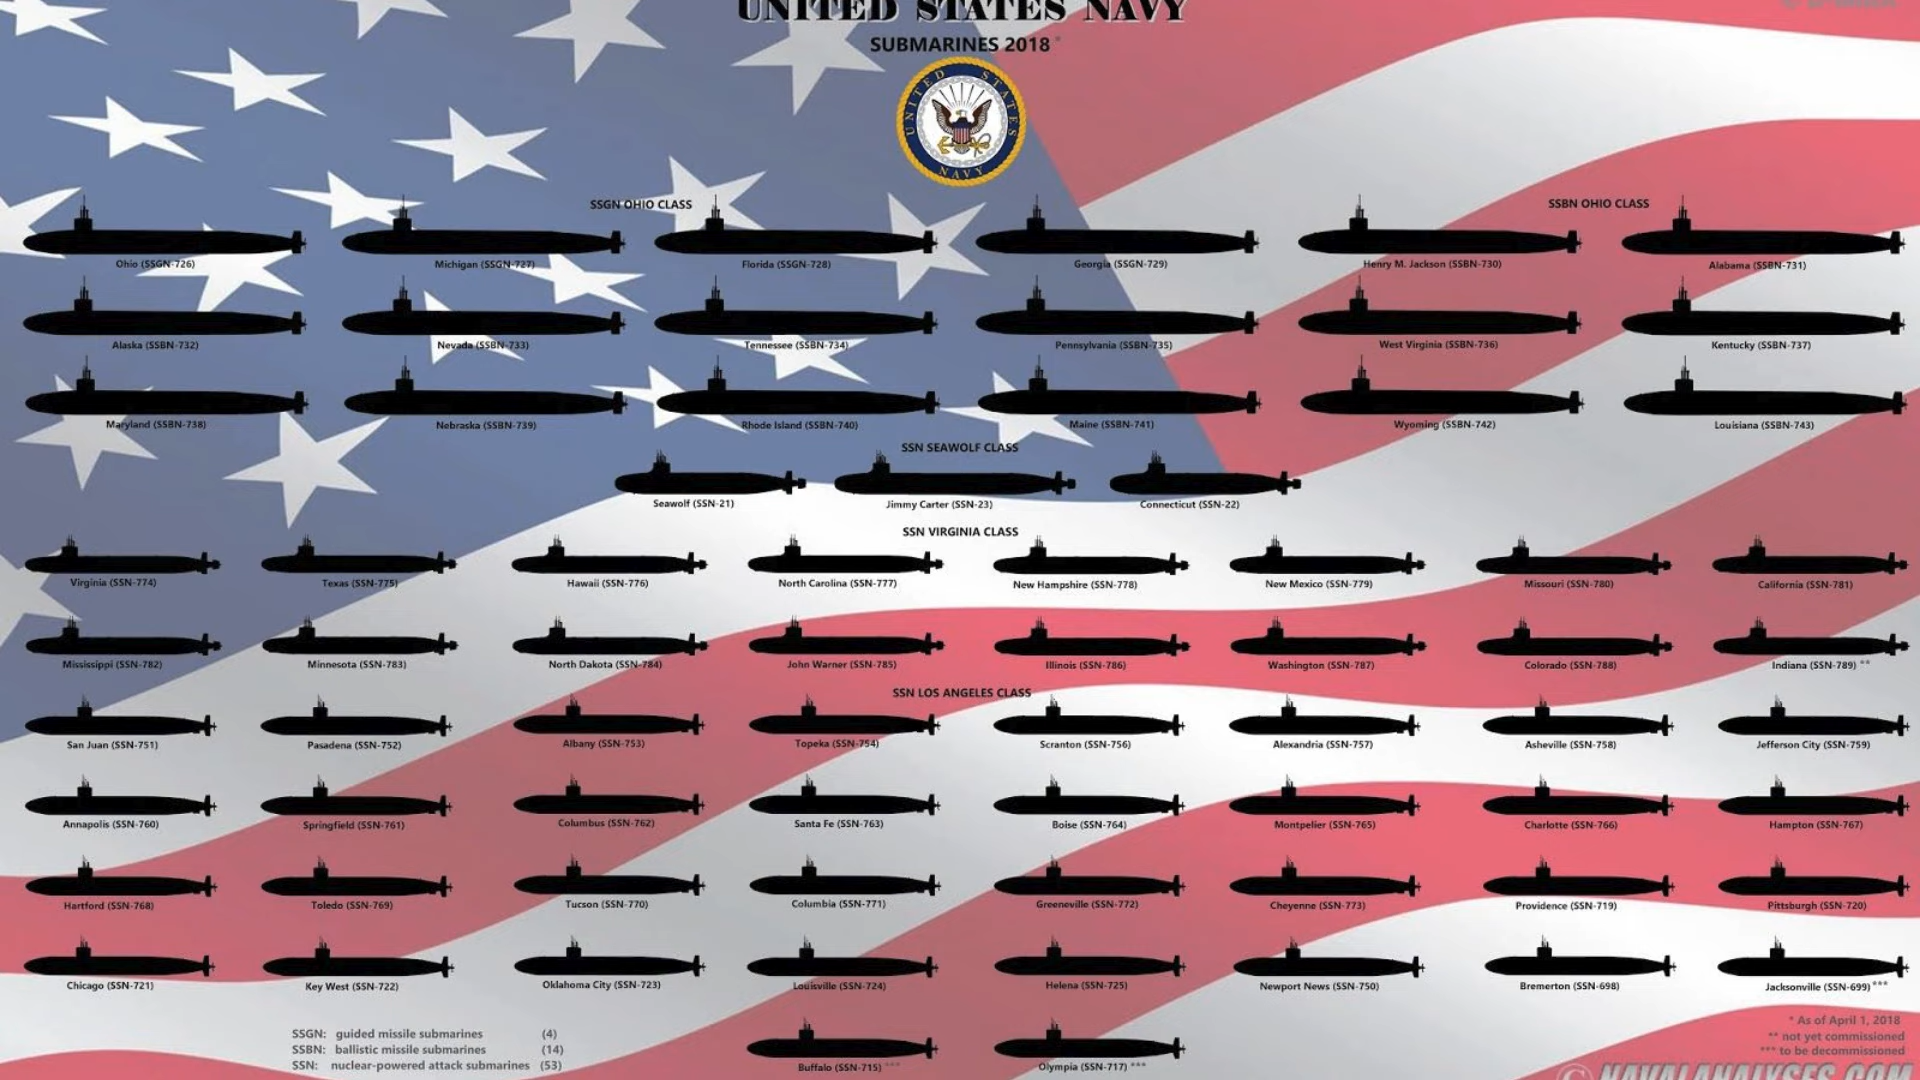 UNITED STATES NAVY
SUBMARINES 2018 *
UNITED STATES
NAVY
SSGN OHIO CLASS
SSBN OHIO CLASS
Ohio (SSGN-726)
Michigan (SSGN-727)
Florida (SSGN-728)
Georgia (SSGN-729)
Henry M. Jackson (SSBN-730)
Alabama (SSBN-731)
Alaska (SSBN-732)
Nevada (SSBN-733)
Tennessee (SSBN-734)
Pennsylvania (SSBN-735)
West Virginia (SSBN-736)
Kentucky (SSBN-737)
Maryland (SSBN-738)
Nebraska (SSBN-739)
Rhode Island (SSBN-740)
Maine (SSBN-741)
Wyoming (SSBN-742)
Louisiana (SSBN-743)
SSN SEAWOLF CLASS
Seawolf (SSN-21)
Jimmy Carter (SSN-23)
Connecticut (SSN-22)
SSN VIRGINIA CLASS
Virginia (SSN-774)
Texas (SSN-775)
Hawaii (SSN-776)
North Carolina (SSN-777)
New Hampshire (SSN-778)
New Mexico (SSN-779)
Missouri (SSN-780)
California (SSN-781)
Mississippi (SSN-782)
Minnesota (SSN-783)
North Dakota (SSN-784)
John Warner (SSN-785)
Illinois (SSN-786)
Washington (SSN-787)
Colorado (SSN-788)
Indiana (SSN-789) **
SSN LOS ANGELES CLASS
San Juan (SSN-751)
Pasadena (SSN-752)
Albany (SSN-753)
Topeka (SSN-754)
Scranton (SSN-756)
Alexandria (SSN-757)
Asheville (SSN-758)
Jefferson City (SSN-759)
Annapolis (SSN-760)
Springfield (SSN-761)
Columbus (SSN-762)
Santa Fe (SSN-763)
Boise (SSN-764)
Montpelier (SSN-765)
Charlotte (SSN-766)
Hampton (SSN-767)
Hartford (SSN-768)
Toledo (SSN-769)
Tucson (SSN-770)
Columbia (SSN-771)
Greeneville (SSN-772)
Cheyenne (SSN-773)
Providence (SSN-719)
Pittsburgh (SSN-720)
Chicago (SSN-721)
Key West (SSN-722)
Oklahoma City (SSN-723)
Louisville (SSN-724)
Helena (SSN-725)
Newport News (SSN-750)
Bremerton (SSN-698)
Jacksonville (SSN-699) ***
Buffalo (SSN-715) ***
Olympia (SSN-717) ***
SSGN: guided missile submarines (4)
SSBN: ballistic missile submarines (14)
SSN: nuclear-powered attack submarines (53)
* As of April 1, 2018
** not yet commissioned
*** to be decommissioned
© NAVALANALYSES.COM